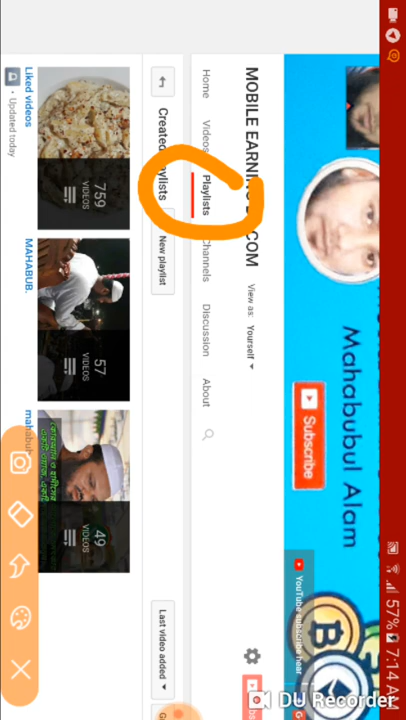 57% 7:14 AM
Mahabubul Alam
Subscribe
YouTube subscribe hear
MOBILE EARNING
COM
View as: Yourself
Home Videos Playlists Channels Discussion About
Created playlists
New playlist
Last video added
759
VIDEOS
57
VIDEOS
49
VIDEOS
Liked videos
MAHABUB.
mahabub
Updated today
DU Recorder